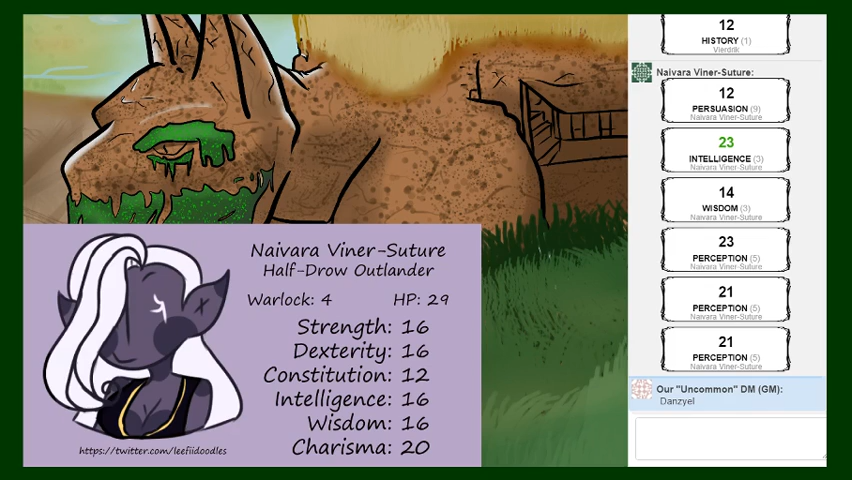 Naivara Viner-Suture
Half-Drow Outlander
Warlock: 4 HP: 29
Strength: 16
Dexterity: 16
Constitution: 12
Intelligence: 16
Wisdom: 16
Charisma: 20
https://twitter.com/leefiidoodles
12
HISTORY (1)
Vierdrik
Naivara Viner-Suture:
12
PERSUASION (9)
Naivara Viner-Suture
23
INTELLIGENCE (3)
Naivara Viner-Suture
14
WISDOM (3)
Naivara Viner-Suture
23
PERCEPTION (5)
Naivara Viner-Suture
21
PERCEPTION (5)
Naivara Viner-Suture
21
PERCEPTION (5)
Naivara Viner-Suture
Our "Uncommon" DM (GM):
Danzyel